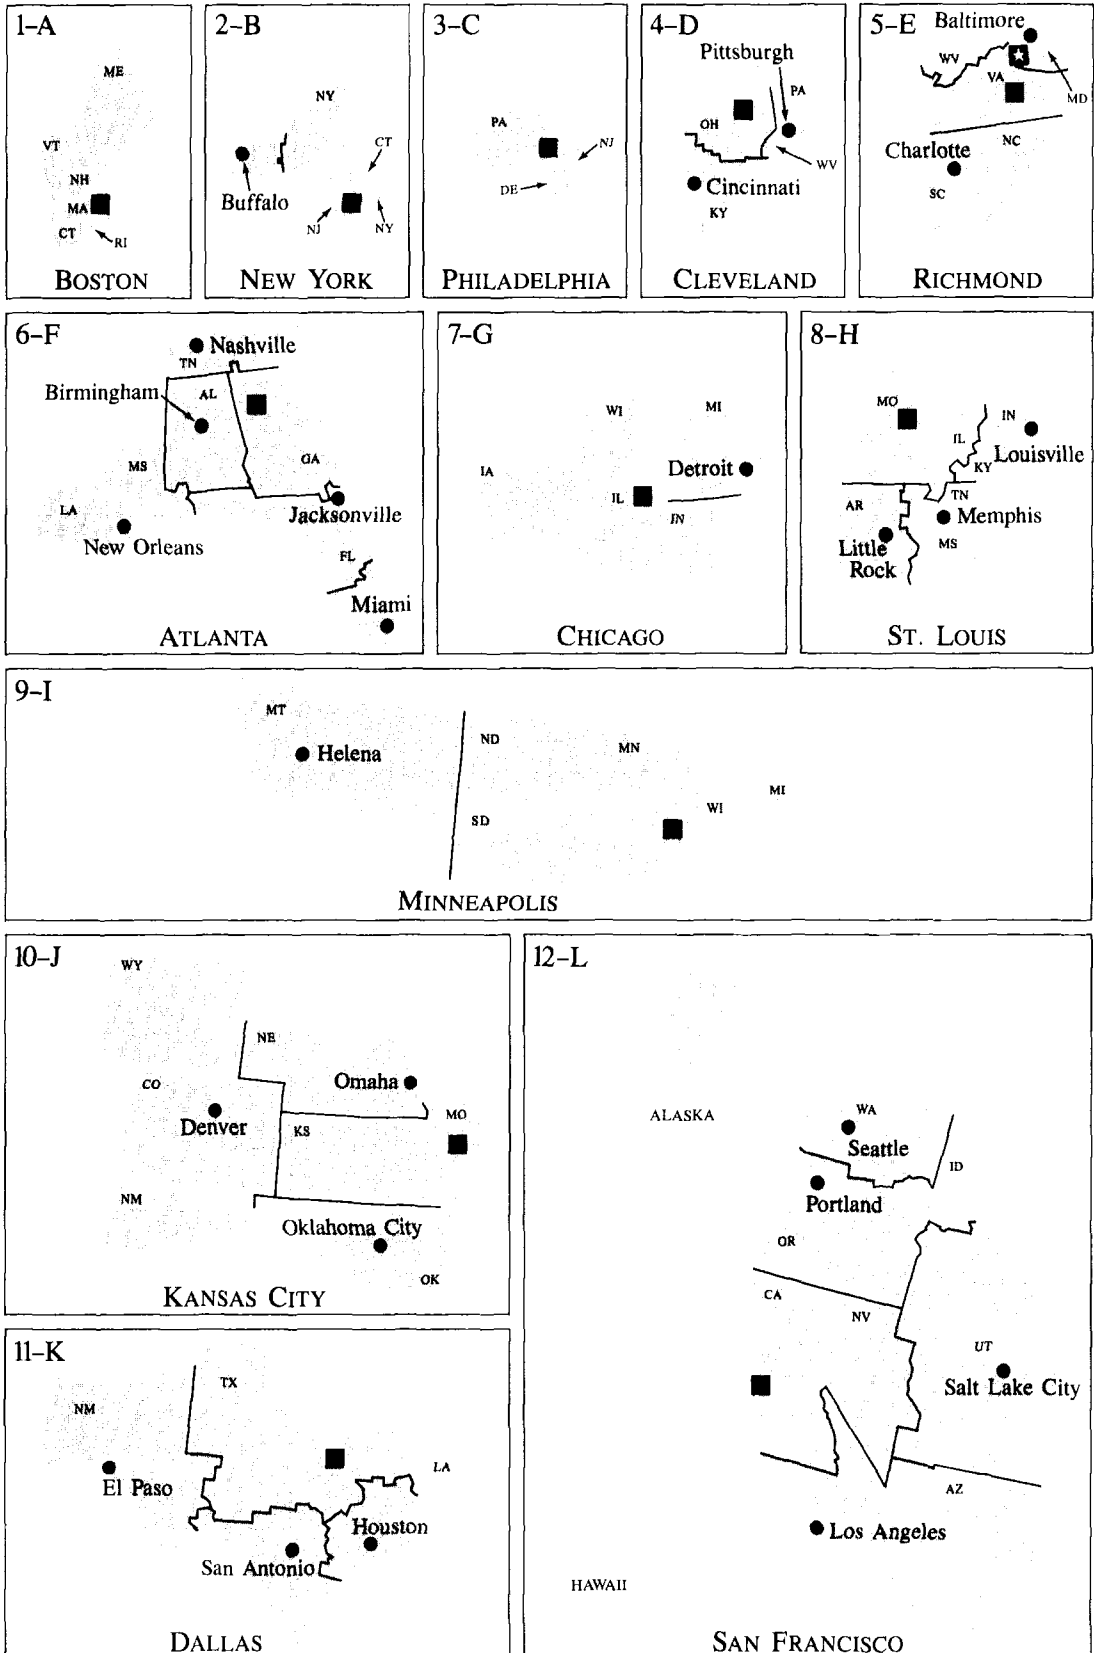 1–A
ME
VT
NH
MA
CT
RI
BOSTON
2–B
NY
CT
Buffalo
NJ
NY
NEW YORK
3–C
PA
NJ
DE
PHILADELPHIA
4–D
Pittsburgh
PA
OH
WV
Cincinnati
KY
CLEVELAND
5–E
Baltimore
WV
VA
MD
NC
Charlotte
SC
RICHMOND
6–F
Nashville
TN
Birmingham
AL
MS
GA
LA
Jacksonville
New Orleans
FL
Miami
ATLANTA
7–G
WI
MI
IA
Detroit
IL
IN
CHICAGO
8–H
MO
IN
IL
Louisville
KY
TN
AR
Memphis
Little
Rock
MS
ST. LOUIS
9–I
MT
ND
MN
Helena
MI
WI
SD
MINNEAPOLIS
10–J
WY
NE
CO
Omaha
Denver
KS
MO
NM
Oklahoma City
OK
KANSAS CITY
11–K
TX
NM
LA
El Paso
Houston
San Antonio
DALLAS
12–L
ALASKA
WA
Seattle
ID
Portland
OR
CA
NV
UT
Salt Lake City
AZ
Los Angeles
HAWAII
SAN FRANCISCO